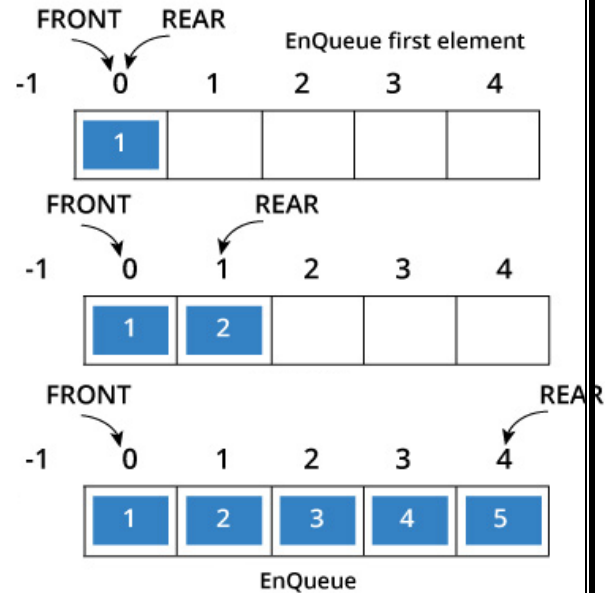 FRONT REAR
EnQueue first element
-1 0 1 2 3 4
1
FRONT REAR
-1 0 1 2 3 4
1 2
FRONT REAR
-1 0 1 2 3 4
1 2 3 4 5
EnQueue